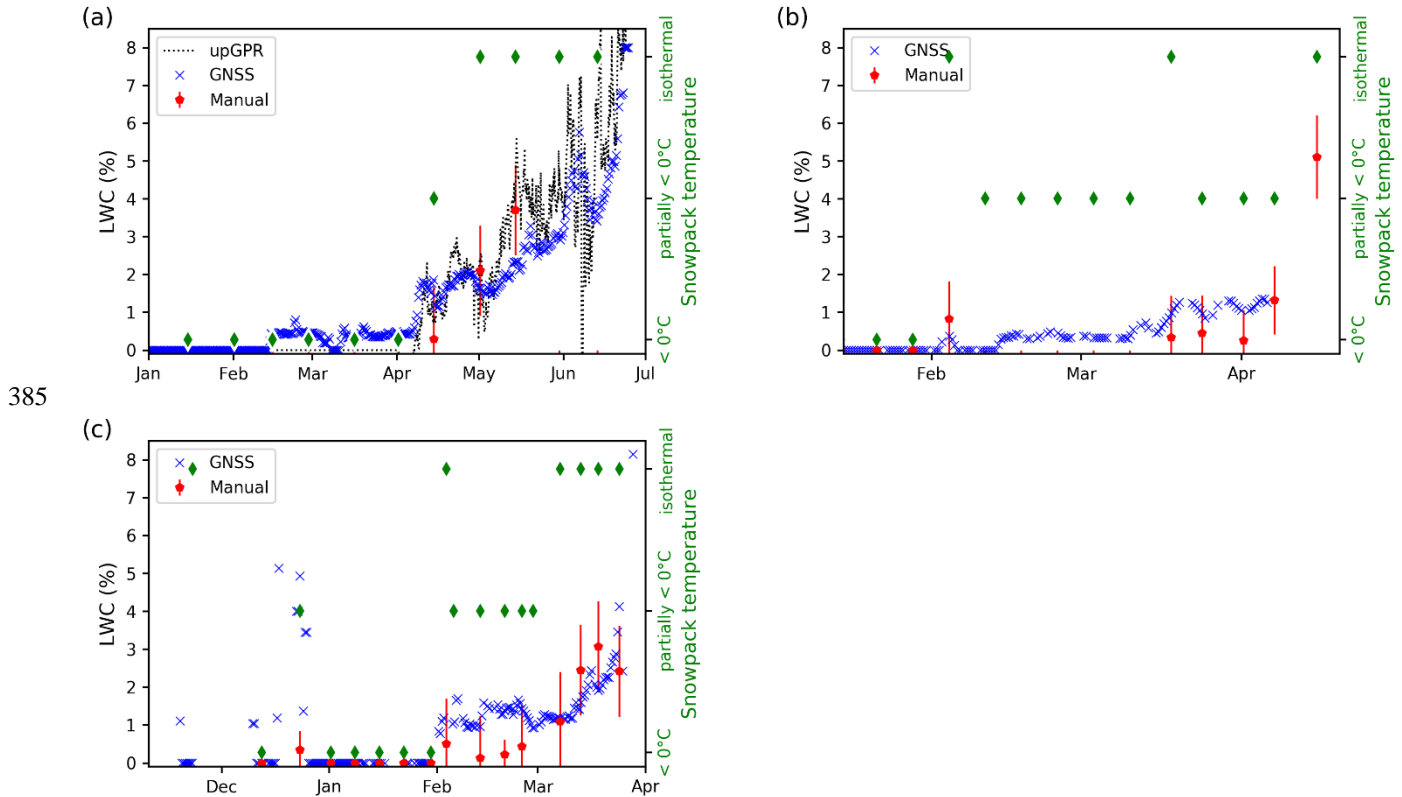 (a)
upGPR
GNSS
Manual
LWC (%)
8
7
6
5
4
3
2
1
0
Jan Feb Mar Apr May Jun Jul
isothermal
partially < 0°C
< 0°C
Snowpack temperature
(b)
GNSS
Manual
LWC (%)
8
7
6
5
4
3
2
1
0
Feb Mar Apr
isothermal
partially < 0°C
< 0°C
Snowpack temperature
385
(c)
GNSS
Manual
LWC (%)
8
7
6
5
4
3
2
1
0
Dec Jan Feb Mar Apr
isothermal
partially < 0°C
< 0°C
Snowpack temperature